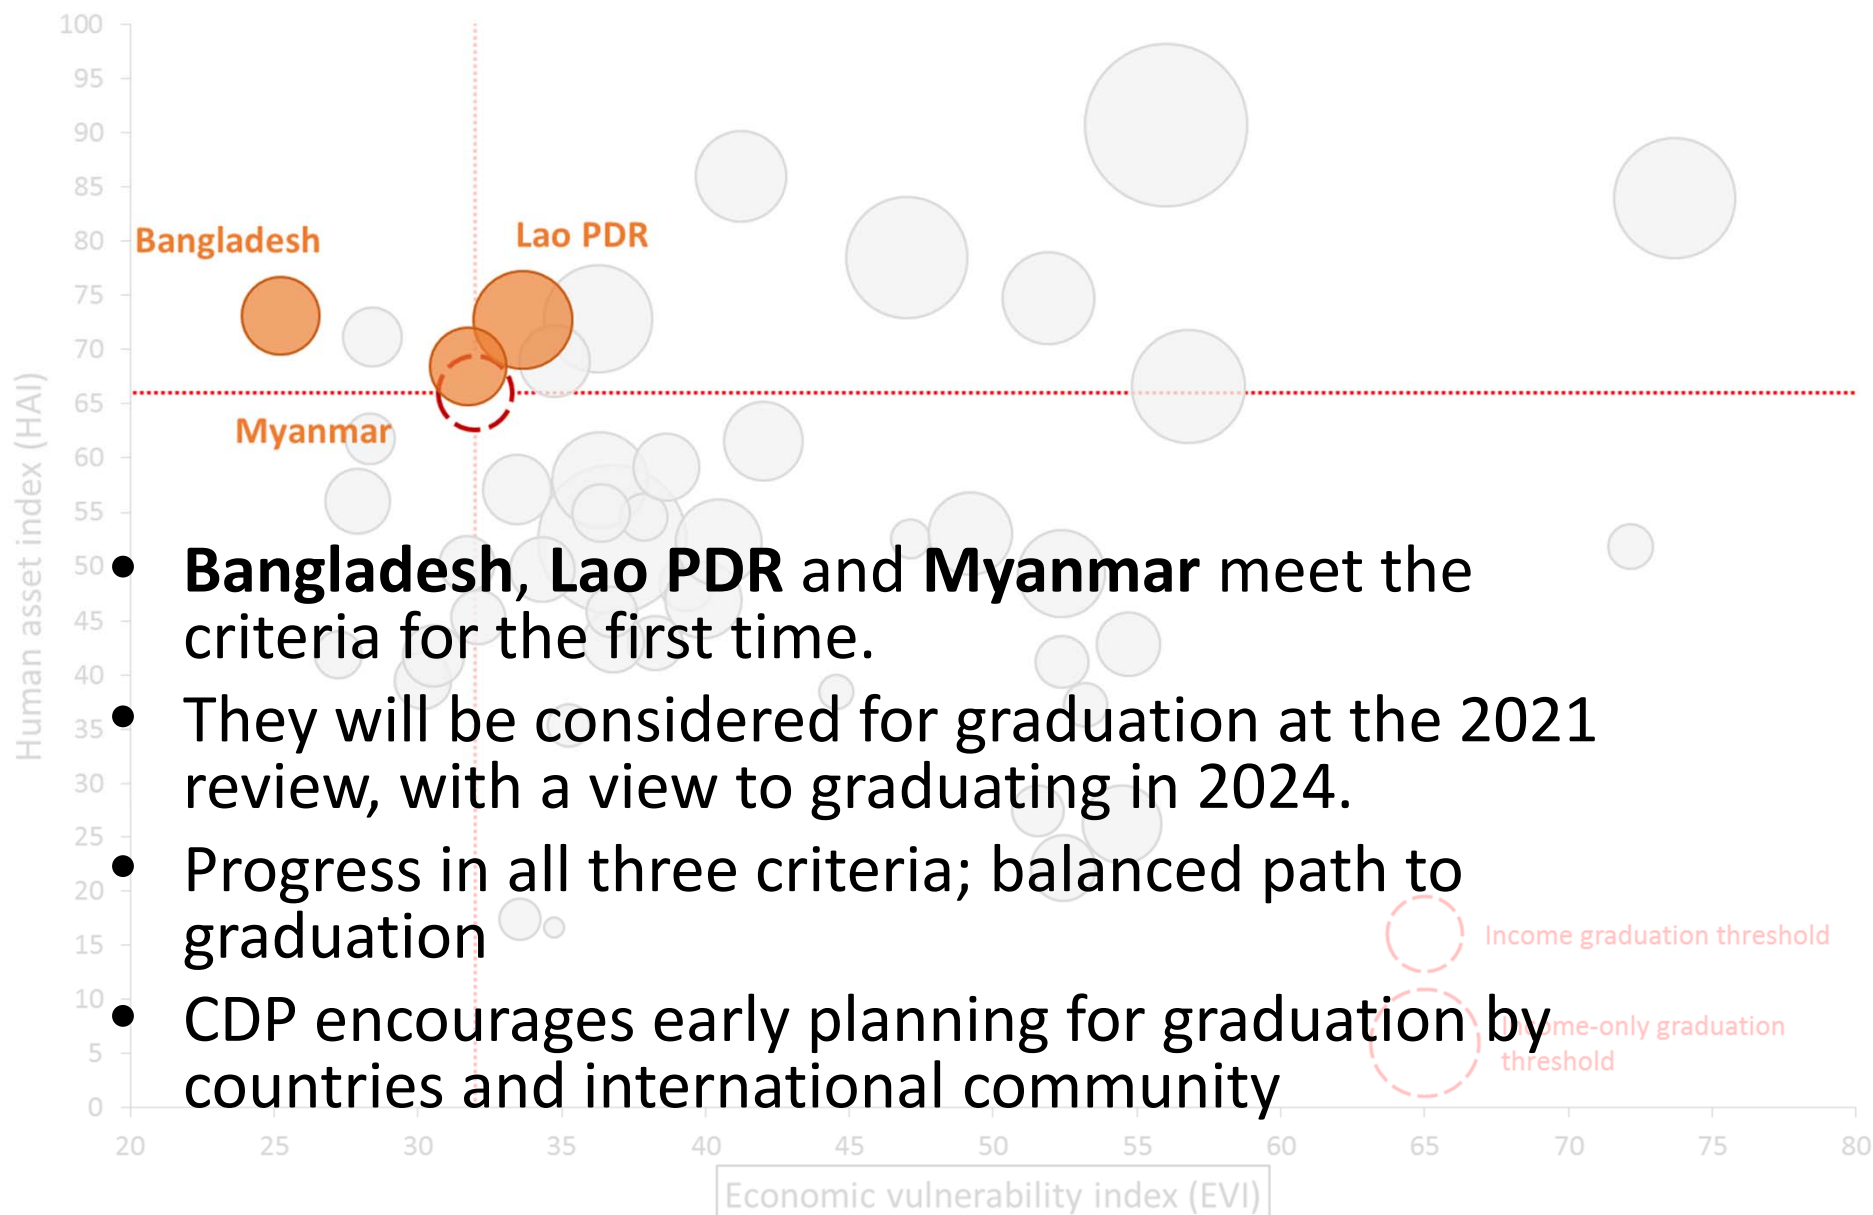 100
95
90
85
80
75
70
65
60
55
50
45
40
35
30
25
20
15
10
5
0
Human asset index (HAI)
Bangladesh
Lao PDR
Myanmar
• Bangladesh, Lao PDR and Myanmar meet the
criteria for the first time.
• They will be considered for graduation at the 2021
review, with a view to graduating in 2024.
• Progress in all three criteria; balanced path to
graduation
• CDP encourages early planning for graduation by
countries and international community
Income graduation threshold
Income-only graduation
threshold
20 25 30 35 40 45 50 55 60 65 70 75 80
Economic vulnerability index (EVI)